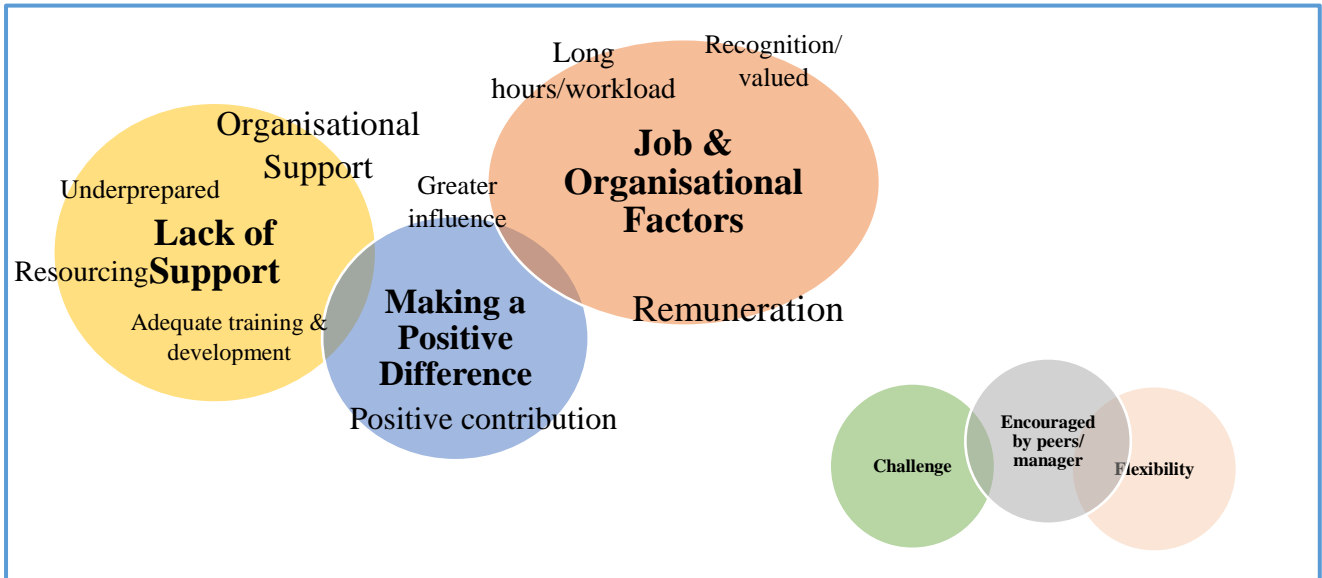 Organisational
Support
Underprepared
Lack of
Support
Resourcing
Adequate training &
development
Greater
influence
Making a
Positive
Difference
Positive contribution
Long
hours/workload
Recognition/
valued
Job &
Organisational
Factors
Remuneration
Challenge
Encouraged
by peers/
manager
Flexibility